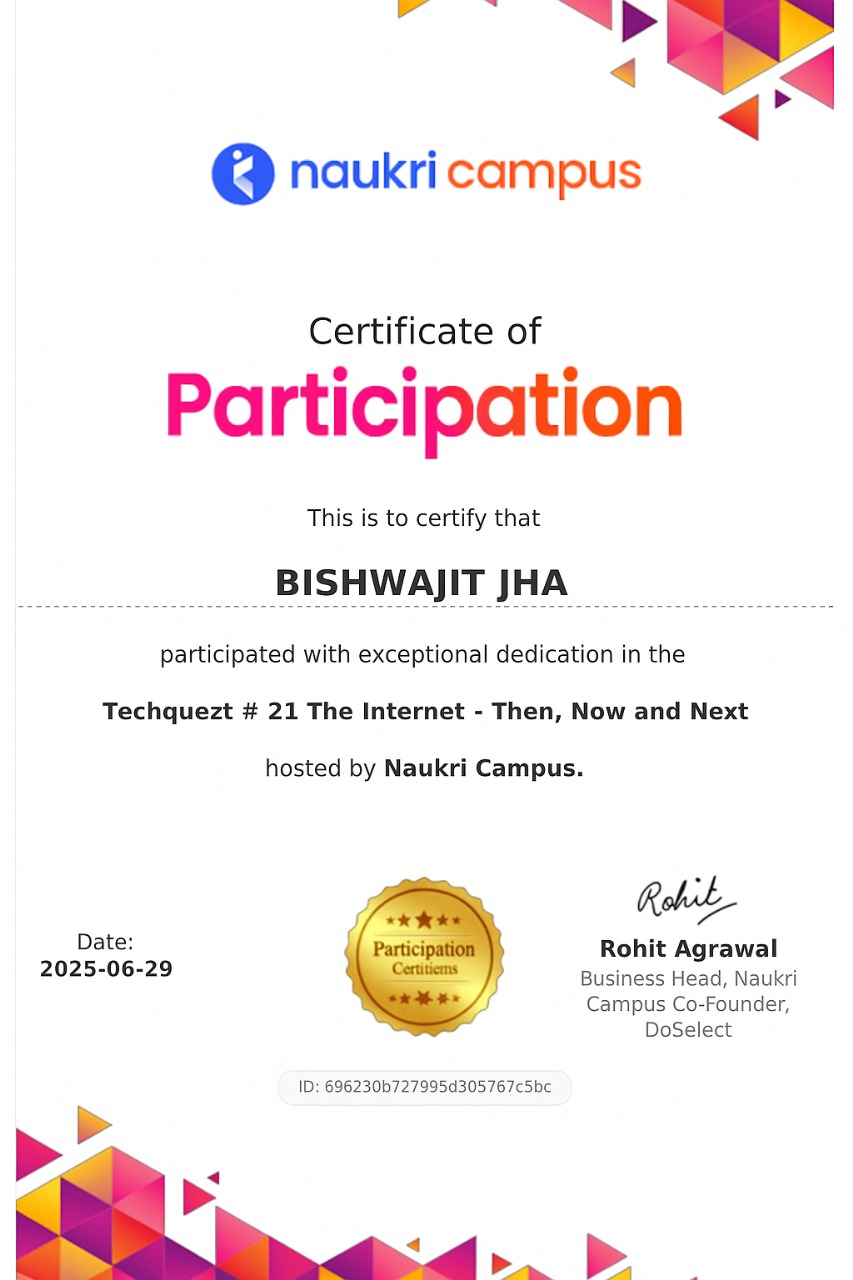 naukri campus
Certificate of
Participation
This is to certify that
BISHWAJIT JHA
participated with exceptional dedication in the
Techquezt # 21 The Internet - Then, Now and Next
hosted by Naukri Campus.
Date:
2025-06-29
Participation
Certitiems
Rohit
Rohit Agrawal
Business Head, Naukri
Campus Co-Founder,
DoSelect
ID: 696230b727995d305767c5bc